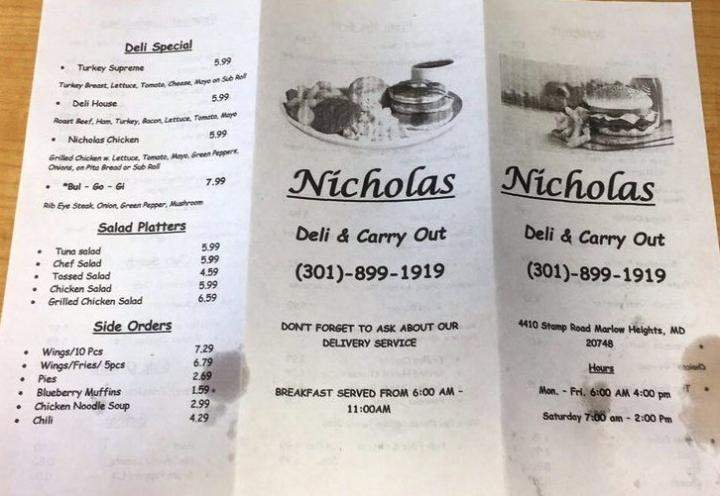 Deli Special
• Turkey Supreme 5.99
Turkey Breast, Lettuce, Tomato, Cheese, Mayo on Sub Roll
• Deli House 5.99
Roast Beef, Ham, Turkey, Bacon, Lettuce, Tomato, Mayo
• Nicholas Chicken 5.99
Grilled Chicken w. Lettuce, Tomato, Mayo, Green Peppers,
Onions, on Pita Bread or Sub Roll
• *Bul - Go - Gi 7.99
Rib Eye Steak, Onion, Green Pepper, Mushroom
Salad Platters
• Tuna salad 5.99
• Chef Salad 5.99
• Tossed Salad 4.59
• Chicken Salad 5.99
• Grilled Chicken Salad 6.59
Side Orders
• Wings/10 Pcs 7.29
• Wings/Fries/ 5pcs 6.79
• Pies 2.69
• Blueberry Muffins 1.59
• Chicken Noodle Soup 2.99
• Chili 4.29
Nicholas
Deli & Carry Out
(301)-899-1919
DON'T FORGET TO ASK ABOUT OUR
DELIVERY SERVICE
BREAKFAST SERVED FROM 6:00 AM -
11:00AM
Nicholas
Deli & Carry Out
(301)-899-1919
4410 Stamp Road Marlow Heights, MD
20748
Hours
Mon. - Fri. 6:00 AM 4:00 pm
Saturday 7:00 am - 2:00 Pm